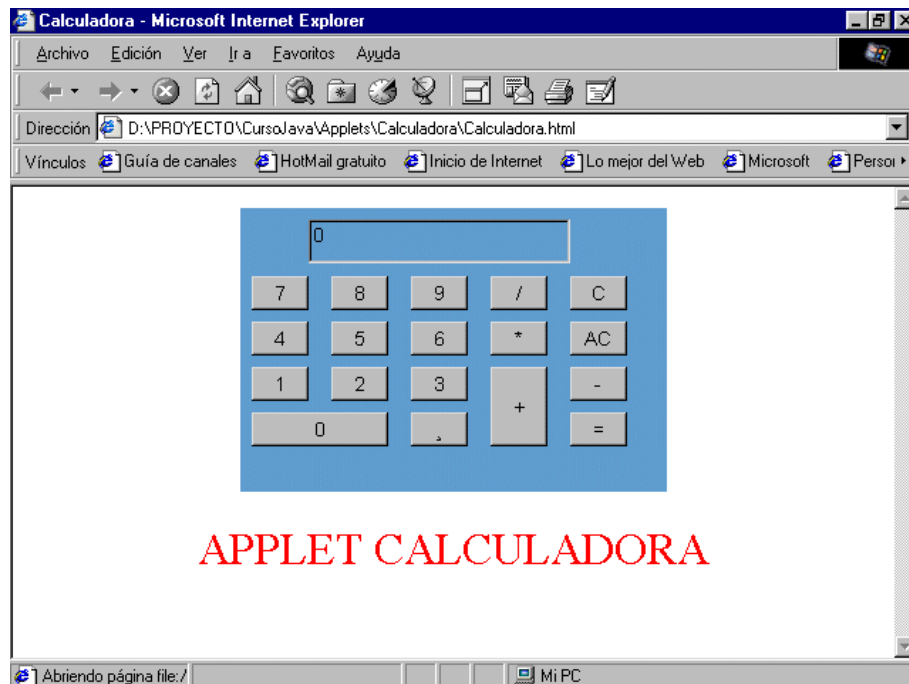 Calculadora - Microsoft Internet Explorer
Archivo Edición Ver Ir a Favoritos Ayuda
Dirección D:\PROYECTO\CursoJava\Applets\Calculadora\Calculadora.html
Vínculos Guía de canales HotMail gratuito Inicio de Internet Lo mejor del Web Microsoft Person
0
7 8 9 / C
4 5 6 * AC
1 2 3 + -
0 ¸ =
APPLET CALCULADORA
Abriendo página file:/ Mi PC